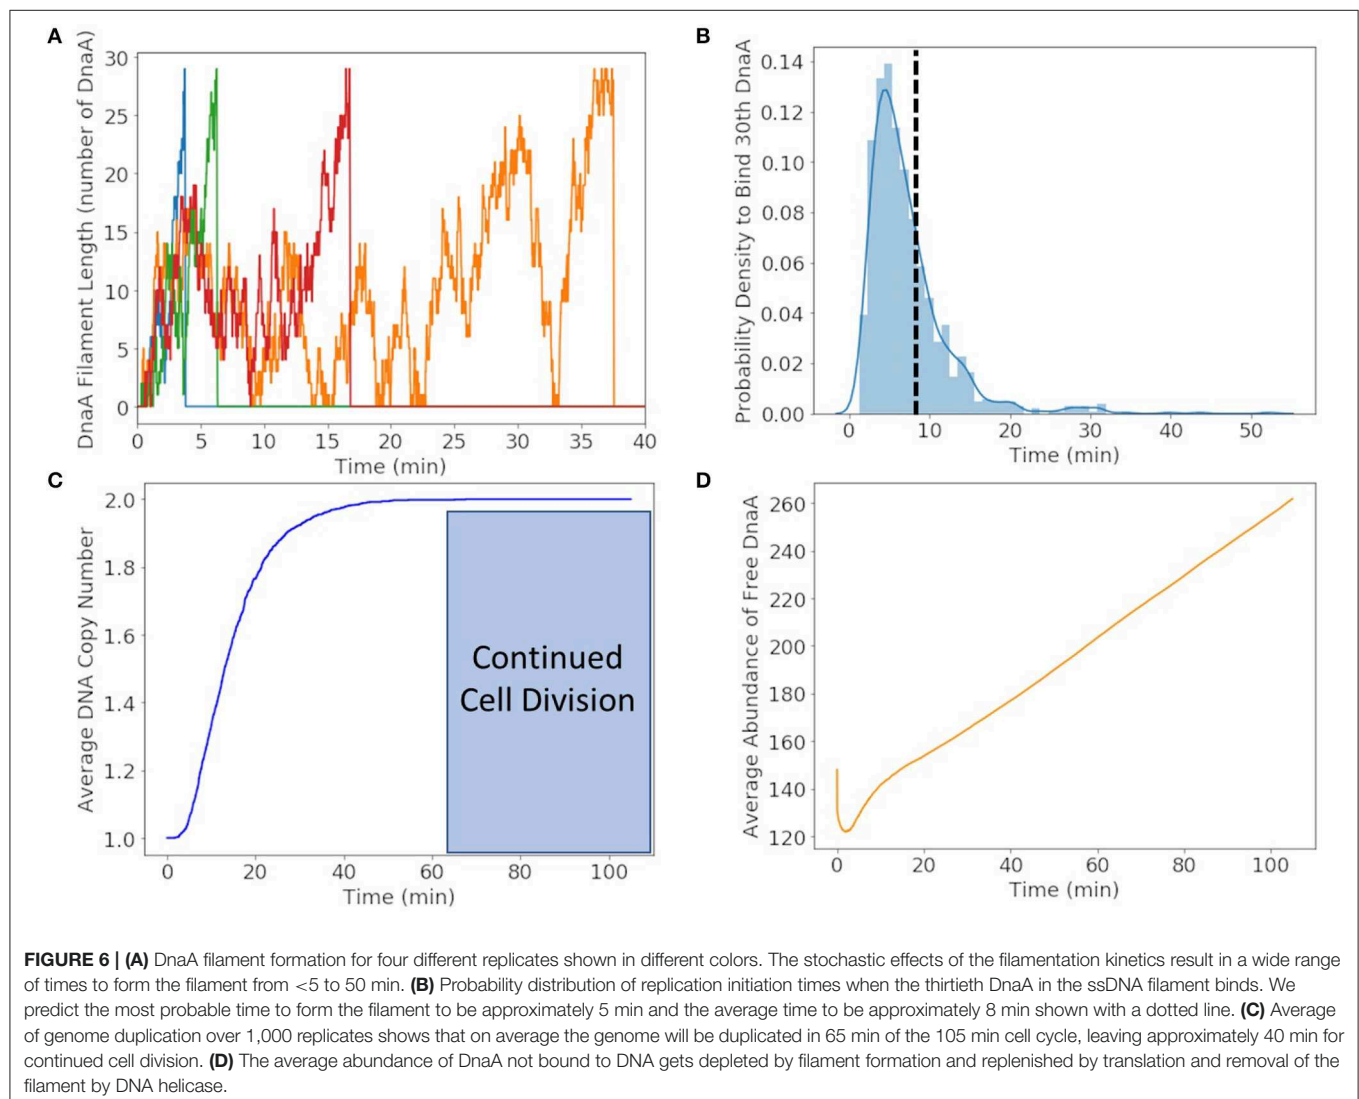 A
DnaA Filament Length (number of DnaA)
30
25
20
15
10
5
0
0 5 10 15 20 25 30 35 40
Time (min)
B
Probability Density to Bind 30th DnaA
0.14
0.12
0.10
0.08
0.06
0.04
0.02
0.00
0 10 20 30 40 50
Time (min)
C
Average DNA Copy Number
2.0
1.8
1.6
1.4
1.2
1.0
Continued
Cell Division
0 20 40 60 80 100
Time (min)
D
Average Abundance of Free DnaA
260
240
220
200
180
160
140
120
0 20 40 60 80 100
Time (min)
FIGURE 6 | (A) DnaA filament formation for four different replicates shown in different colors. The stochastic effects of the filamentation kinetics result in a wide range
of times to form the filament from <5 to 50 min. (B) Probability distribution of replication initiation times when the thirtieth DnaA in the ssDNA filament binds. We
predict the most probable time to form the filament to be approximately 5 min and the average time to be approximately 8 min shown with a dotted line. (C) Average
of genome duplication over 1,000 replicates shows that on average the genome will be duplicated in 65 min of the 105 min cell cycle, leaving approximately 40 min for
continued cell division. (D) The average abundance of DnaA not bound to DNA gets depleted by filament formation and replenished by translation and removal of the
filament by DNA helicase.